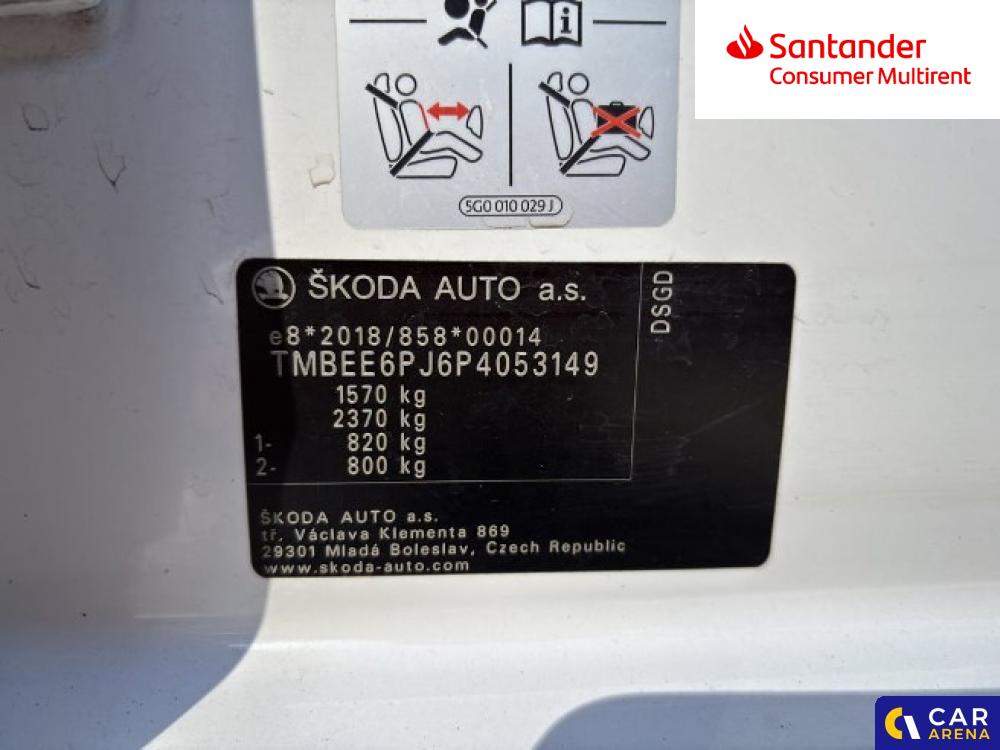 Santander
Consumer Multirent
5G0 010 029 J
ŠKODA AUTO a.s.
DSGD
e8*2018/858*00014
TMBEE6PJ6P4053149
1570 kg
2370 kg
1- 820 kg
2- 800 kg
ŠKODA AUTO a.s.
tř. Václava Klementa 869
29301 Mladá Boleslav, Czech Republic
www.skoda-auto.com
CAR
ARENA